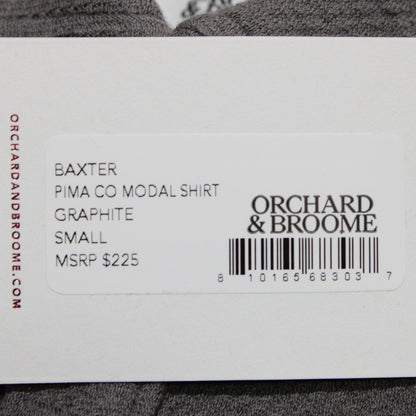 ORCHARDANDBROOME.COM
BAXTER
PIMA CO MODAL SHIRT
GRAPHITE
SMALL
MSRP $225
ORCHARD
& BROOME
8 10165 68303 7